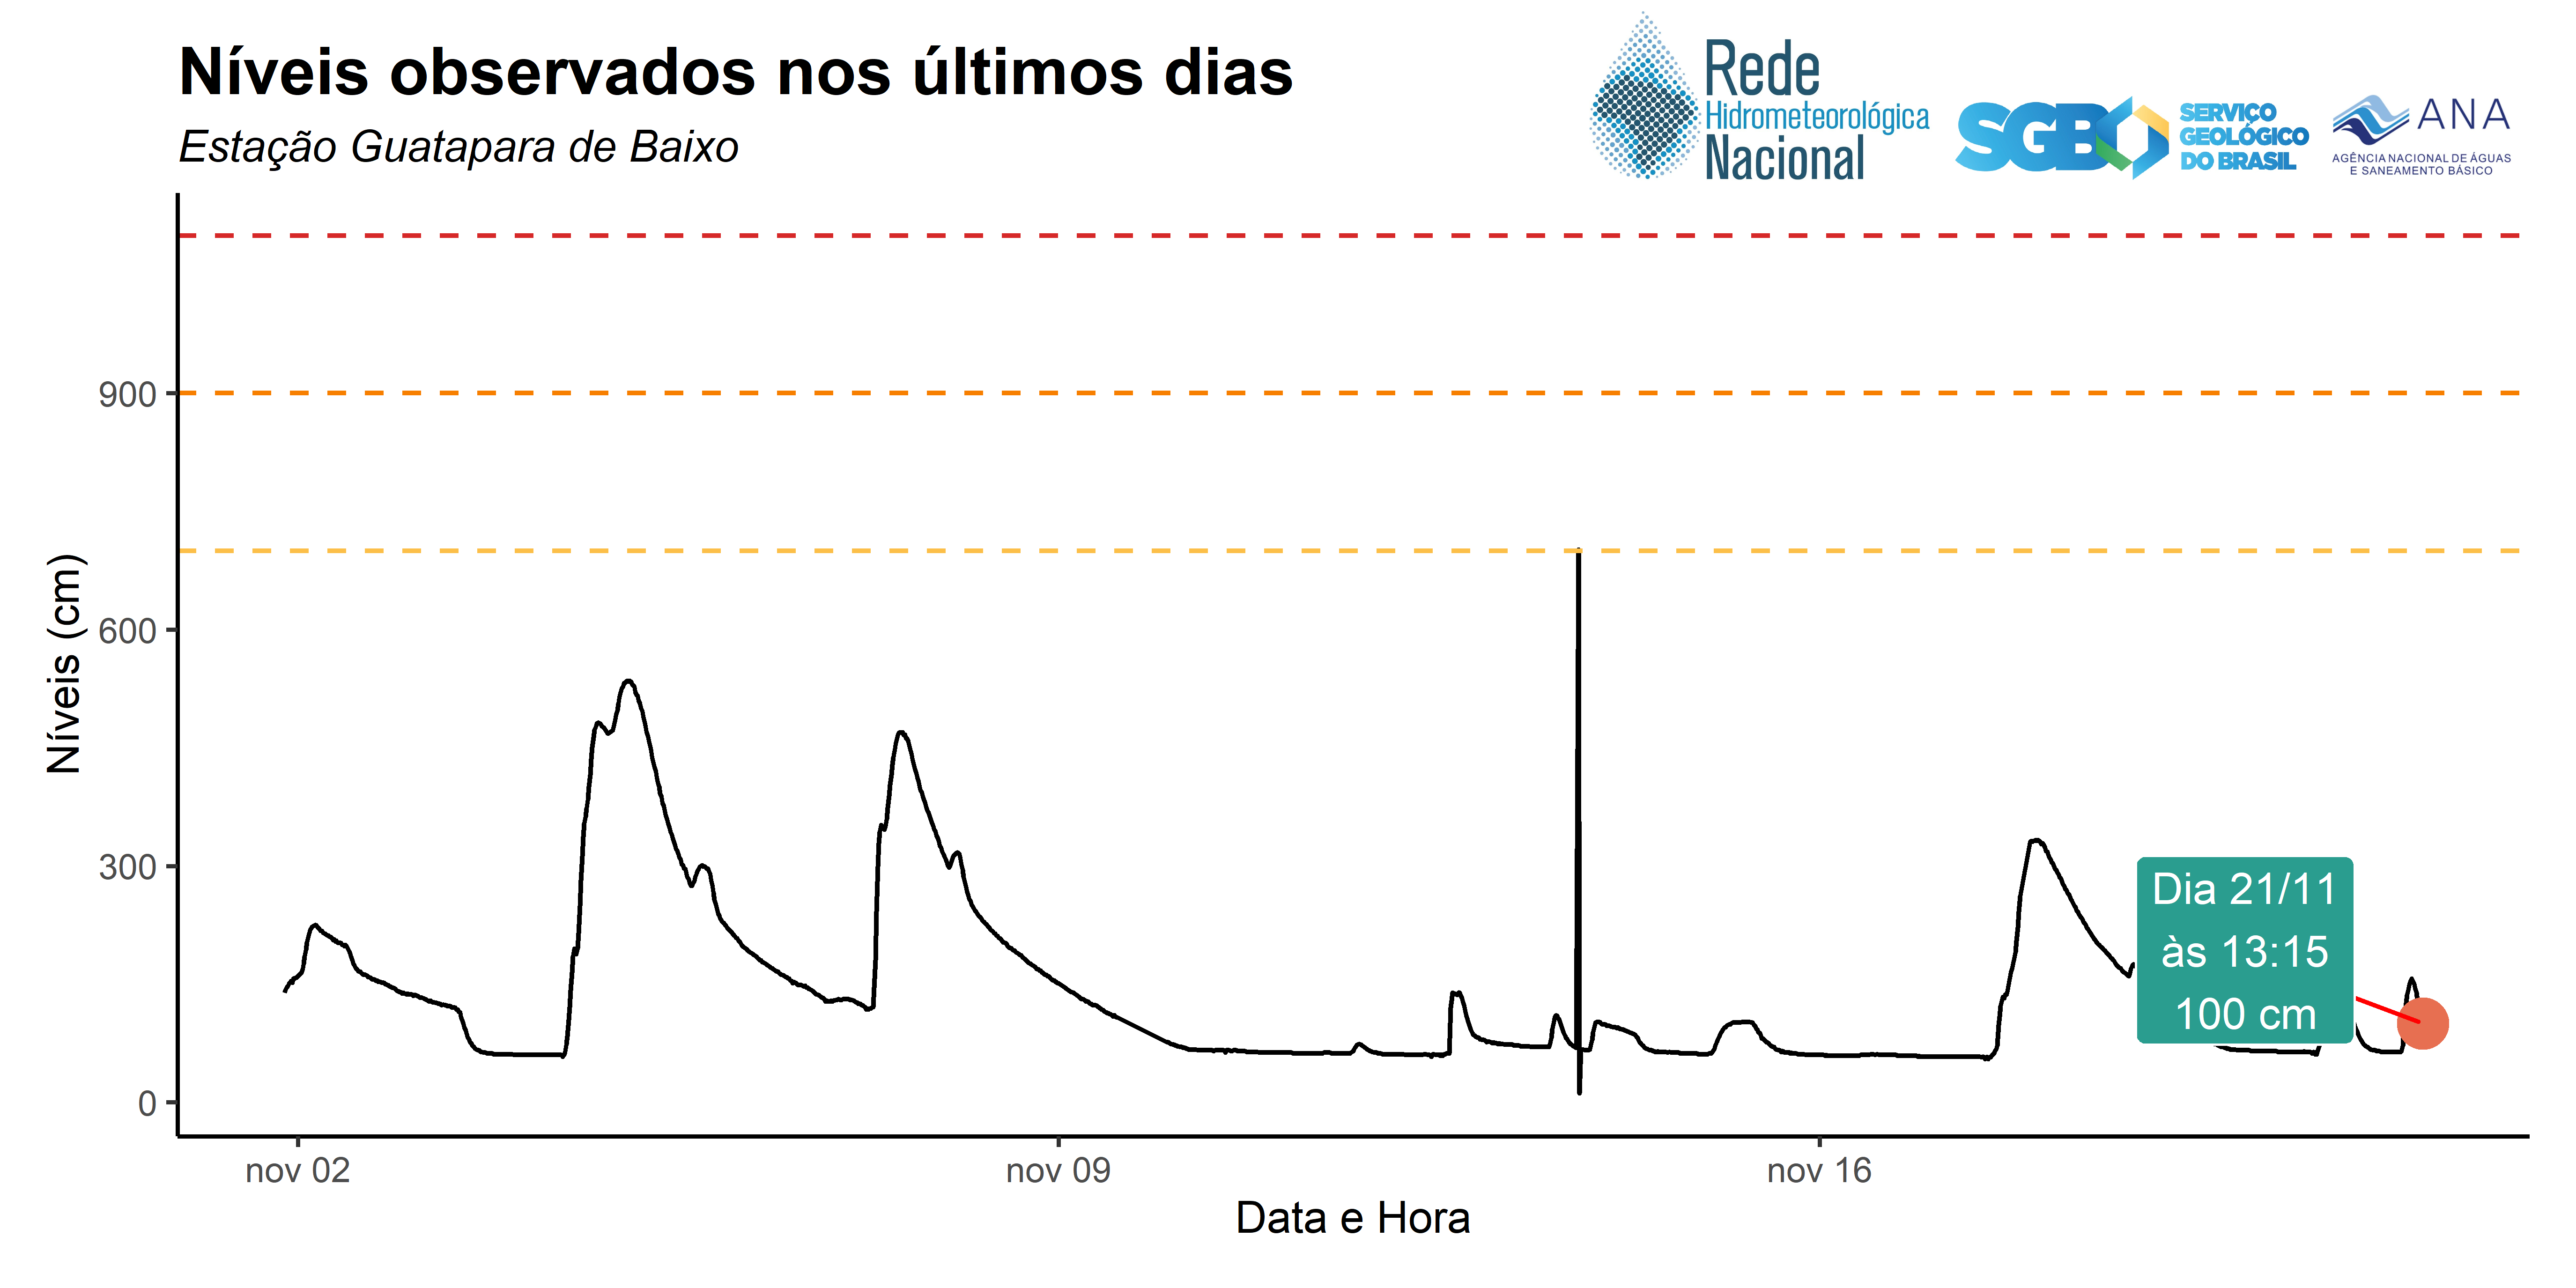 Níveis observados nos últimos dias
Estação Guatapara de Baixo
Rede
Hidrometeorológica
Nacional
SGB
SERVIÇO
GEOLÓGICO
DO BRASIL
ANA
AGÊNCIA NACIONAL DE ÁGUAS
E SANEAMENTO BÁSICO
Níveis (cm)
900
600
300
0
Dia 21/11
às 13:15
100 cm
nov 02
nov 09
nov 16
Data e Hora